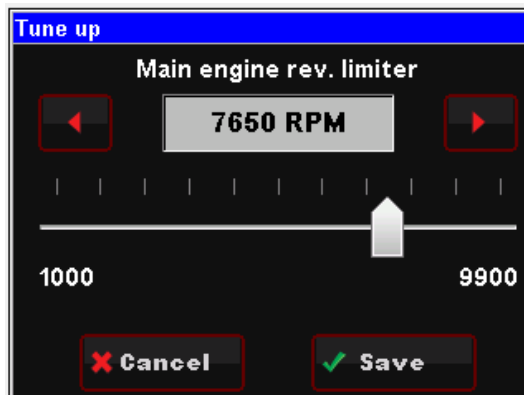 Tune up
Main engine rev. limiter
7650 RPM
1000 9900
Cancel Save